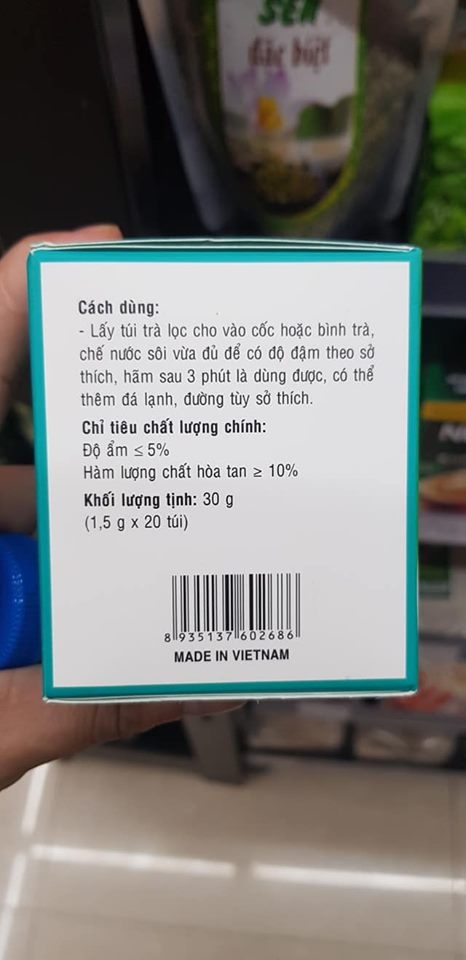 SEN
đặc biệt
Cách dùng:
- Lấy túi trà lọc cho vào cốc hoặc bình trà,
chế nước sôi vừa đủ để có độ đậm theo sở
thích, hãm sau 3 phút là dùng được, có thể
thêm đá lạnh, đường tùy sở thích.
Chỉ tiêu chất lượng chính:
Độ ẩm ≤ 5%
Hàm lượng chất hòa tan ≥ 10%
Khối lượng tịnh: 30 g
(1,5 g x 20 túi)
8 935137 602686
MADE IN VIETNAM